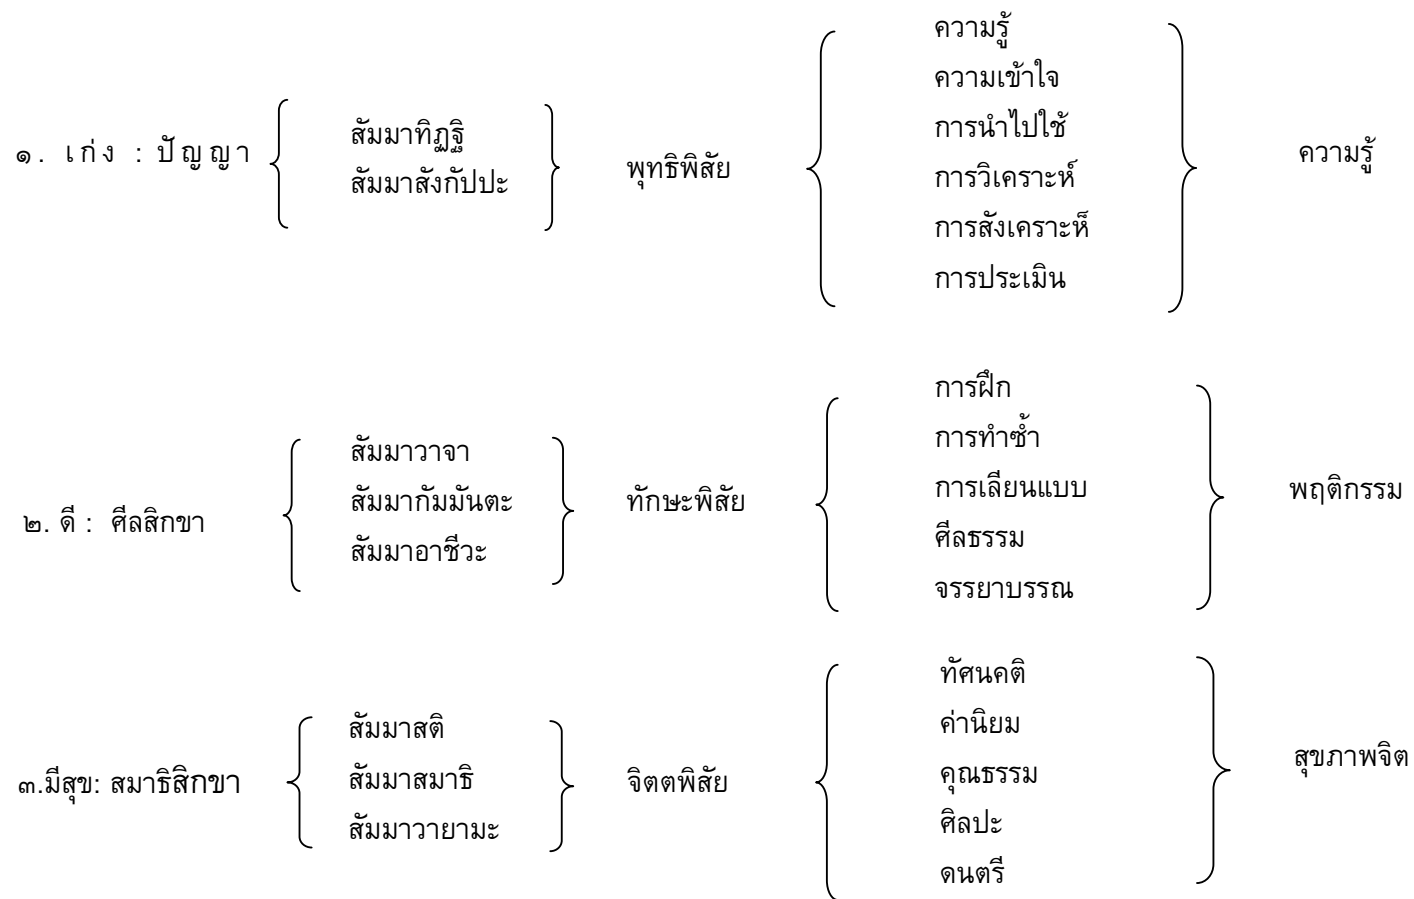 ๑. เก่ง : ปัญญา
สัมมาทิฏฐิ
สัมมาสังกัปปะ
พุทธิพิสัย
ความรู้
ความเข้าใจ
การนำไปใช้
การวิเคราะห์
การสังเคราะห็
การประเมิน
ความรู้
๒. ดี : ศีลสิกขา
สัมมาวาจา
สัมมากัมมันตะ
สัมมาอาชีวะ
ทักษะพิสัย
การฝึก
การทำซ้ำ
การเลียนแบบ
ศีลธรรม
จรรยาบรรณ
พฤติกรรม
๓.มีสุข: สมาธิสิกขา
สัมมาสติ
สัมมาสมาธิ
สัมมาวายามะ
จิตตพิสัย
ทัศนคติ
ค่านิยม
คุณธรรม
ศิลปะ
ดนตรี
สุขภาพจิต